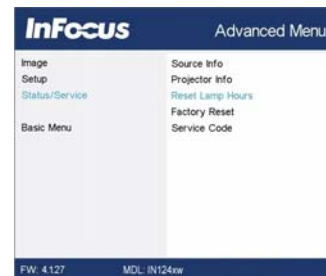 InFocus
Advanced Menu
Image
Setup
Status/Service
Basic Menu
Source Info
Projector Info
Reset Lamp Hours
Factory Reset
Service Code
FW: 4.127
MDL: IN124xw